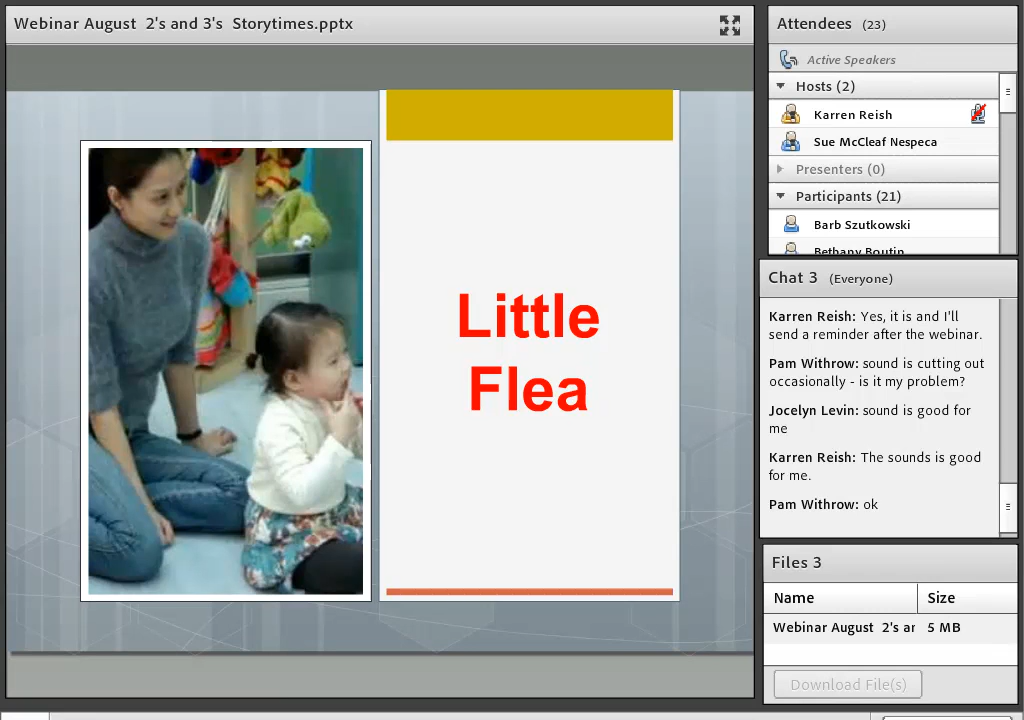 Webinar August  2's and 3's  Storytimes.pptx
Little
Flea
Attendees (23)
Active Speakers
Hosts (2)
Karren Reish
Sue McCleaf Nespeca
Presenters (0)
Participants (21)
Barb Szutkowski
Bethany Boutin
Chat 3 (Everyone)
Karren Reish: Yes, it is and I'll
send a reminder after the webinar.
Pam Withrow: sound is cutting out
occasionally - is it my problem?
Jocelyn Levin: sound is good for
me
Karren Reish: The sounds is good
for me.
Pam Withrow: ok
Files 3
Name Size
Webinar August  2's ar 5 MB
Download File(s)